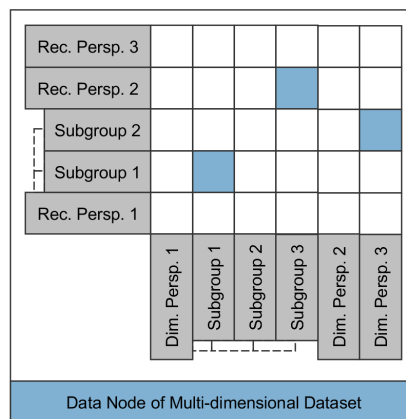 Rec. Persp. 3
Rec. Persp. 2
Subgroup 2
Subgroup 1
Rec. Persp. 1
Dim. Persp. 1
Subgroup 1
Subgroup 2
Subgroup 3
Dim. Persp. 2
Dim. Persp. 3
Data Node of Multi-dimensional Dataset